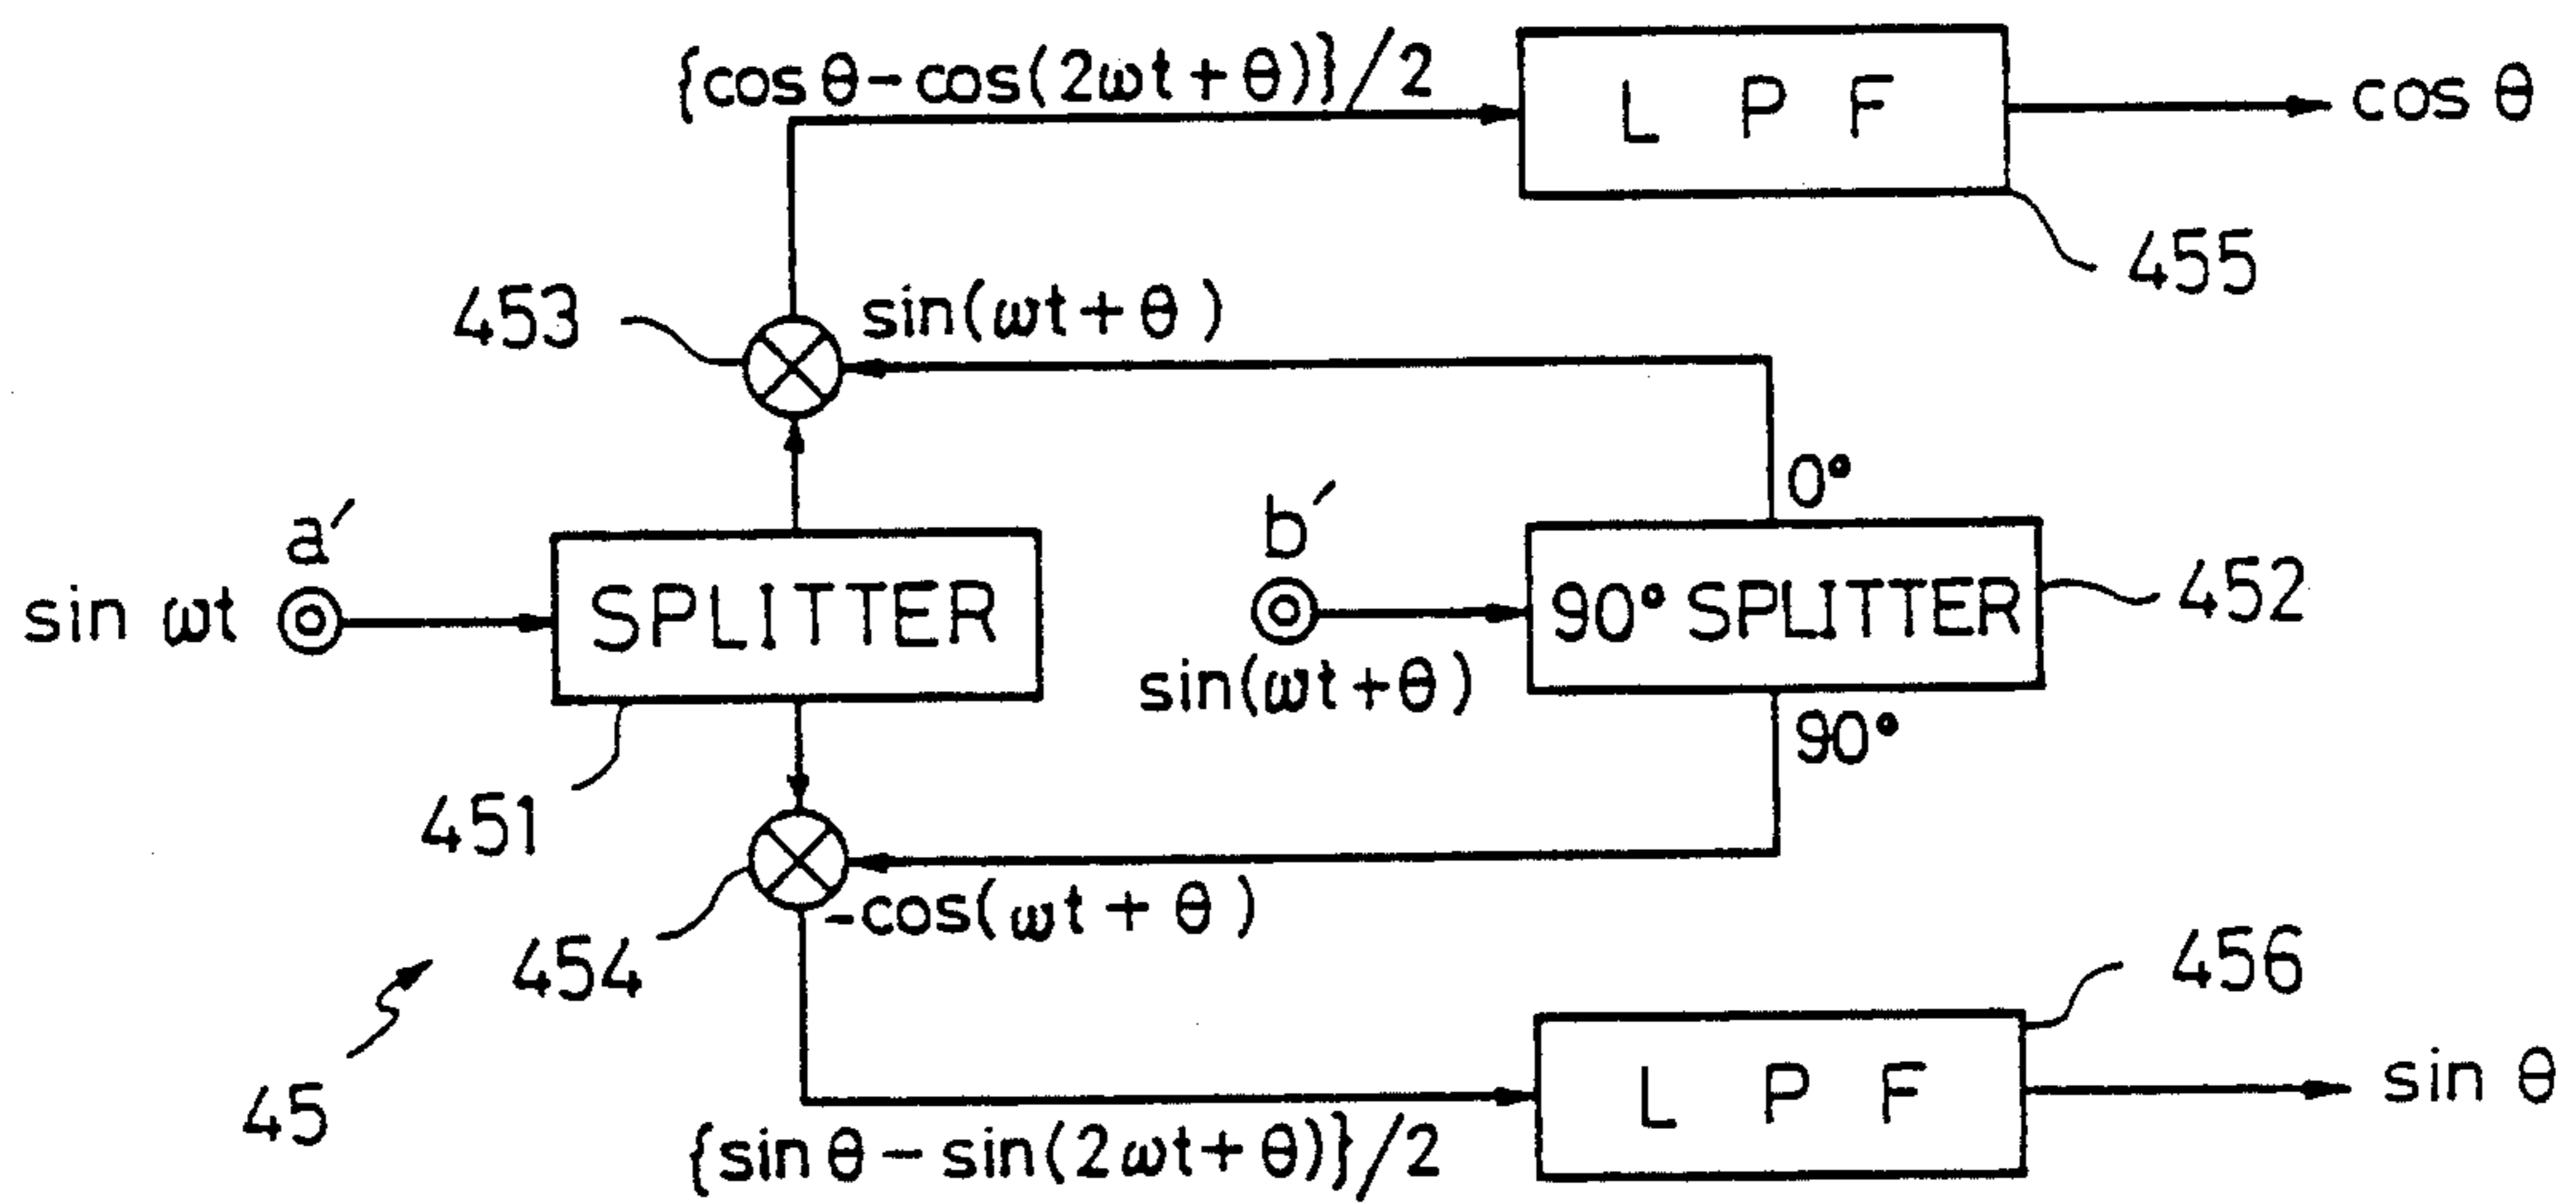 {cos θ-cos(2ωt+θ)}/2
L P F
cos θ
455
453
sin(ωt+θ)
0°
a′
b′
sin ωt
SPLITTER
90° SPLITTER
452
sin(ωt+θ)
90°
451
-cos(ωt+θ)
454
456
45
L P F
sin θ
{sin θ-sin(2ωt+θ)}/2